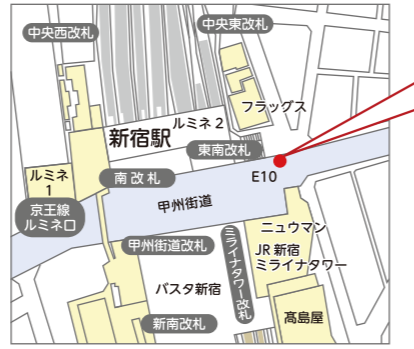 中央西改札
中央東改札
フラッグス
ルミネ2
新宿駅
東南改札
ルミネ
1
南改札
E10
京王線
ルミネ口
甲州街道
甲州街道改札
ミライナタワー改札
ニュウマン
JR新宿
ミライナタワー
バスタ新宿
新南改札
髙島屋